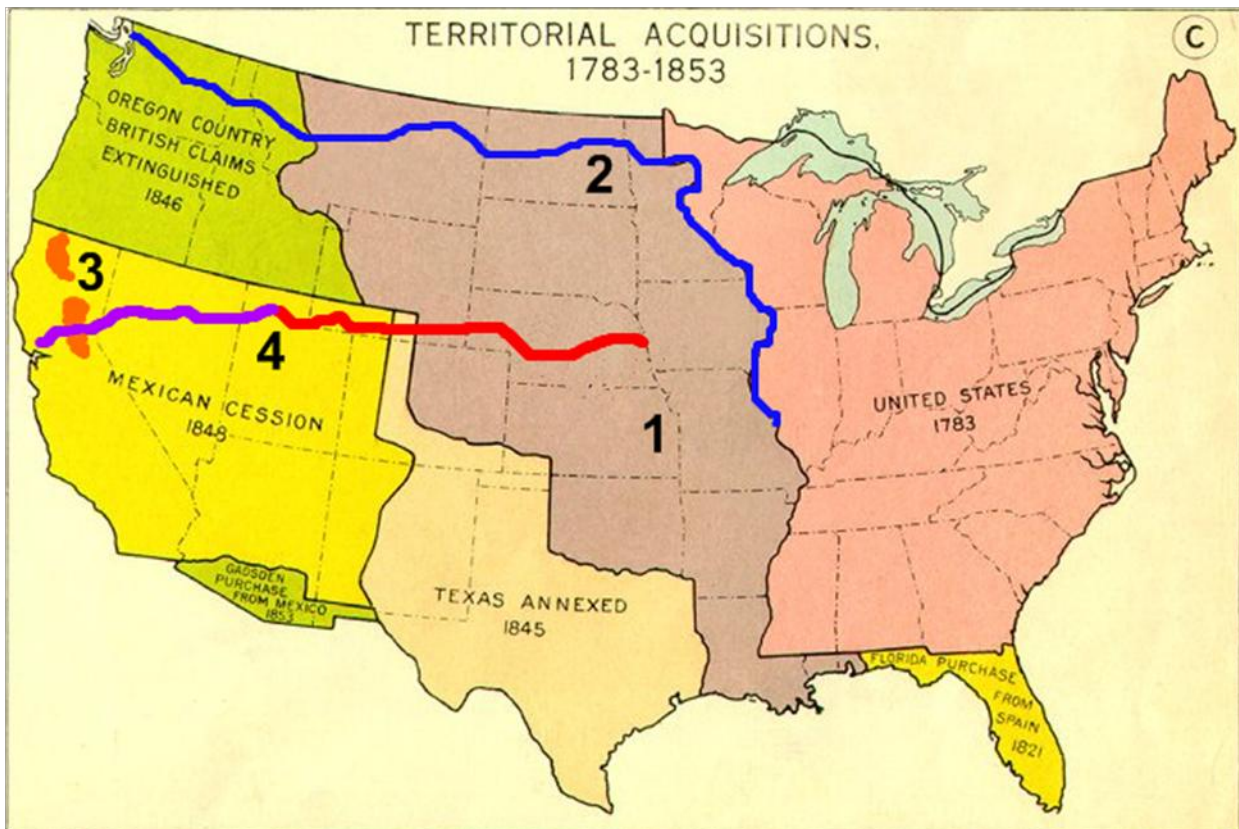 TERRITORIAL ACQUISITIONS,
1783-1853
C
OREGON COUNTRY
BRITISH CLAIMS
EXTINGUISHED
1846
2
3
4
MEXICAN CESSION
1848
1
UNITED STATES
1783
GADSDEN
PURCHASE
FROM MEXICO
1853
TEXAS ANNEXED
1845
FLORIDA PURCHASE
FROM
SPAIN
1821